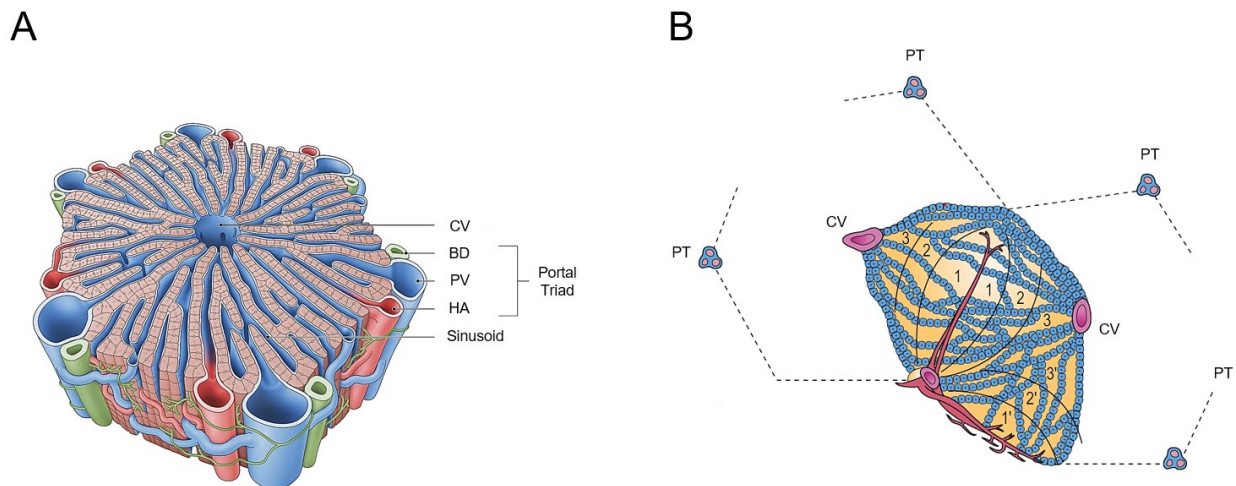 A
CV
BD
PV
HA
Portal
Triad
Sinusoid
B
PT
PT
PT
CV
3
2
1
1
2
3
CV
3'
2'
1'
PT